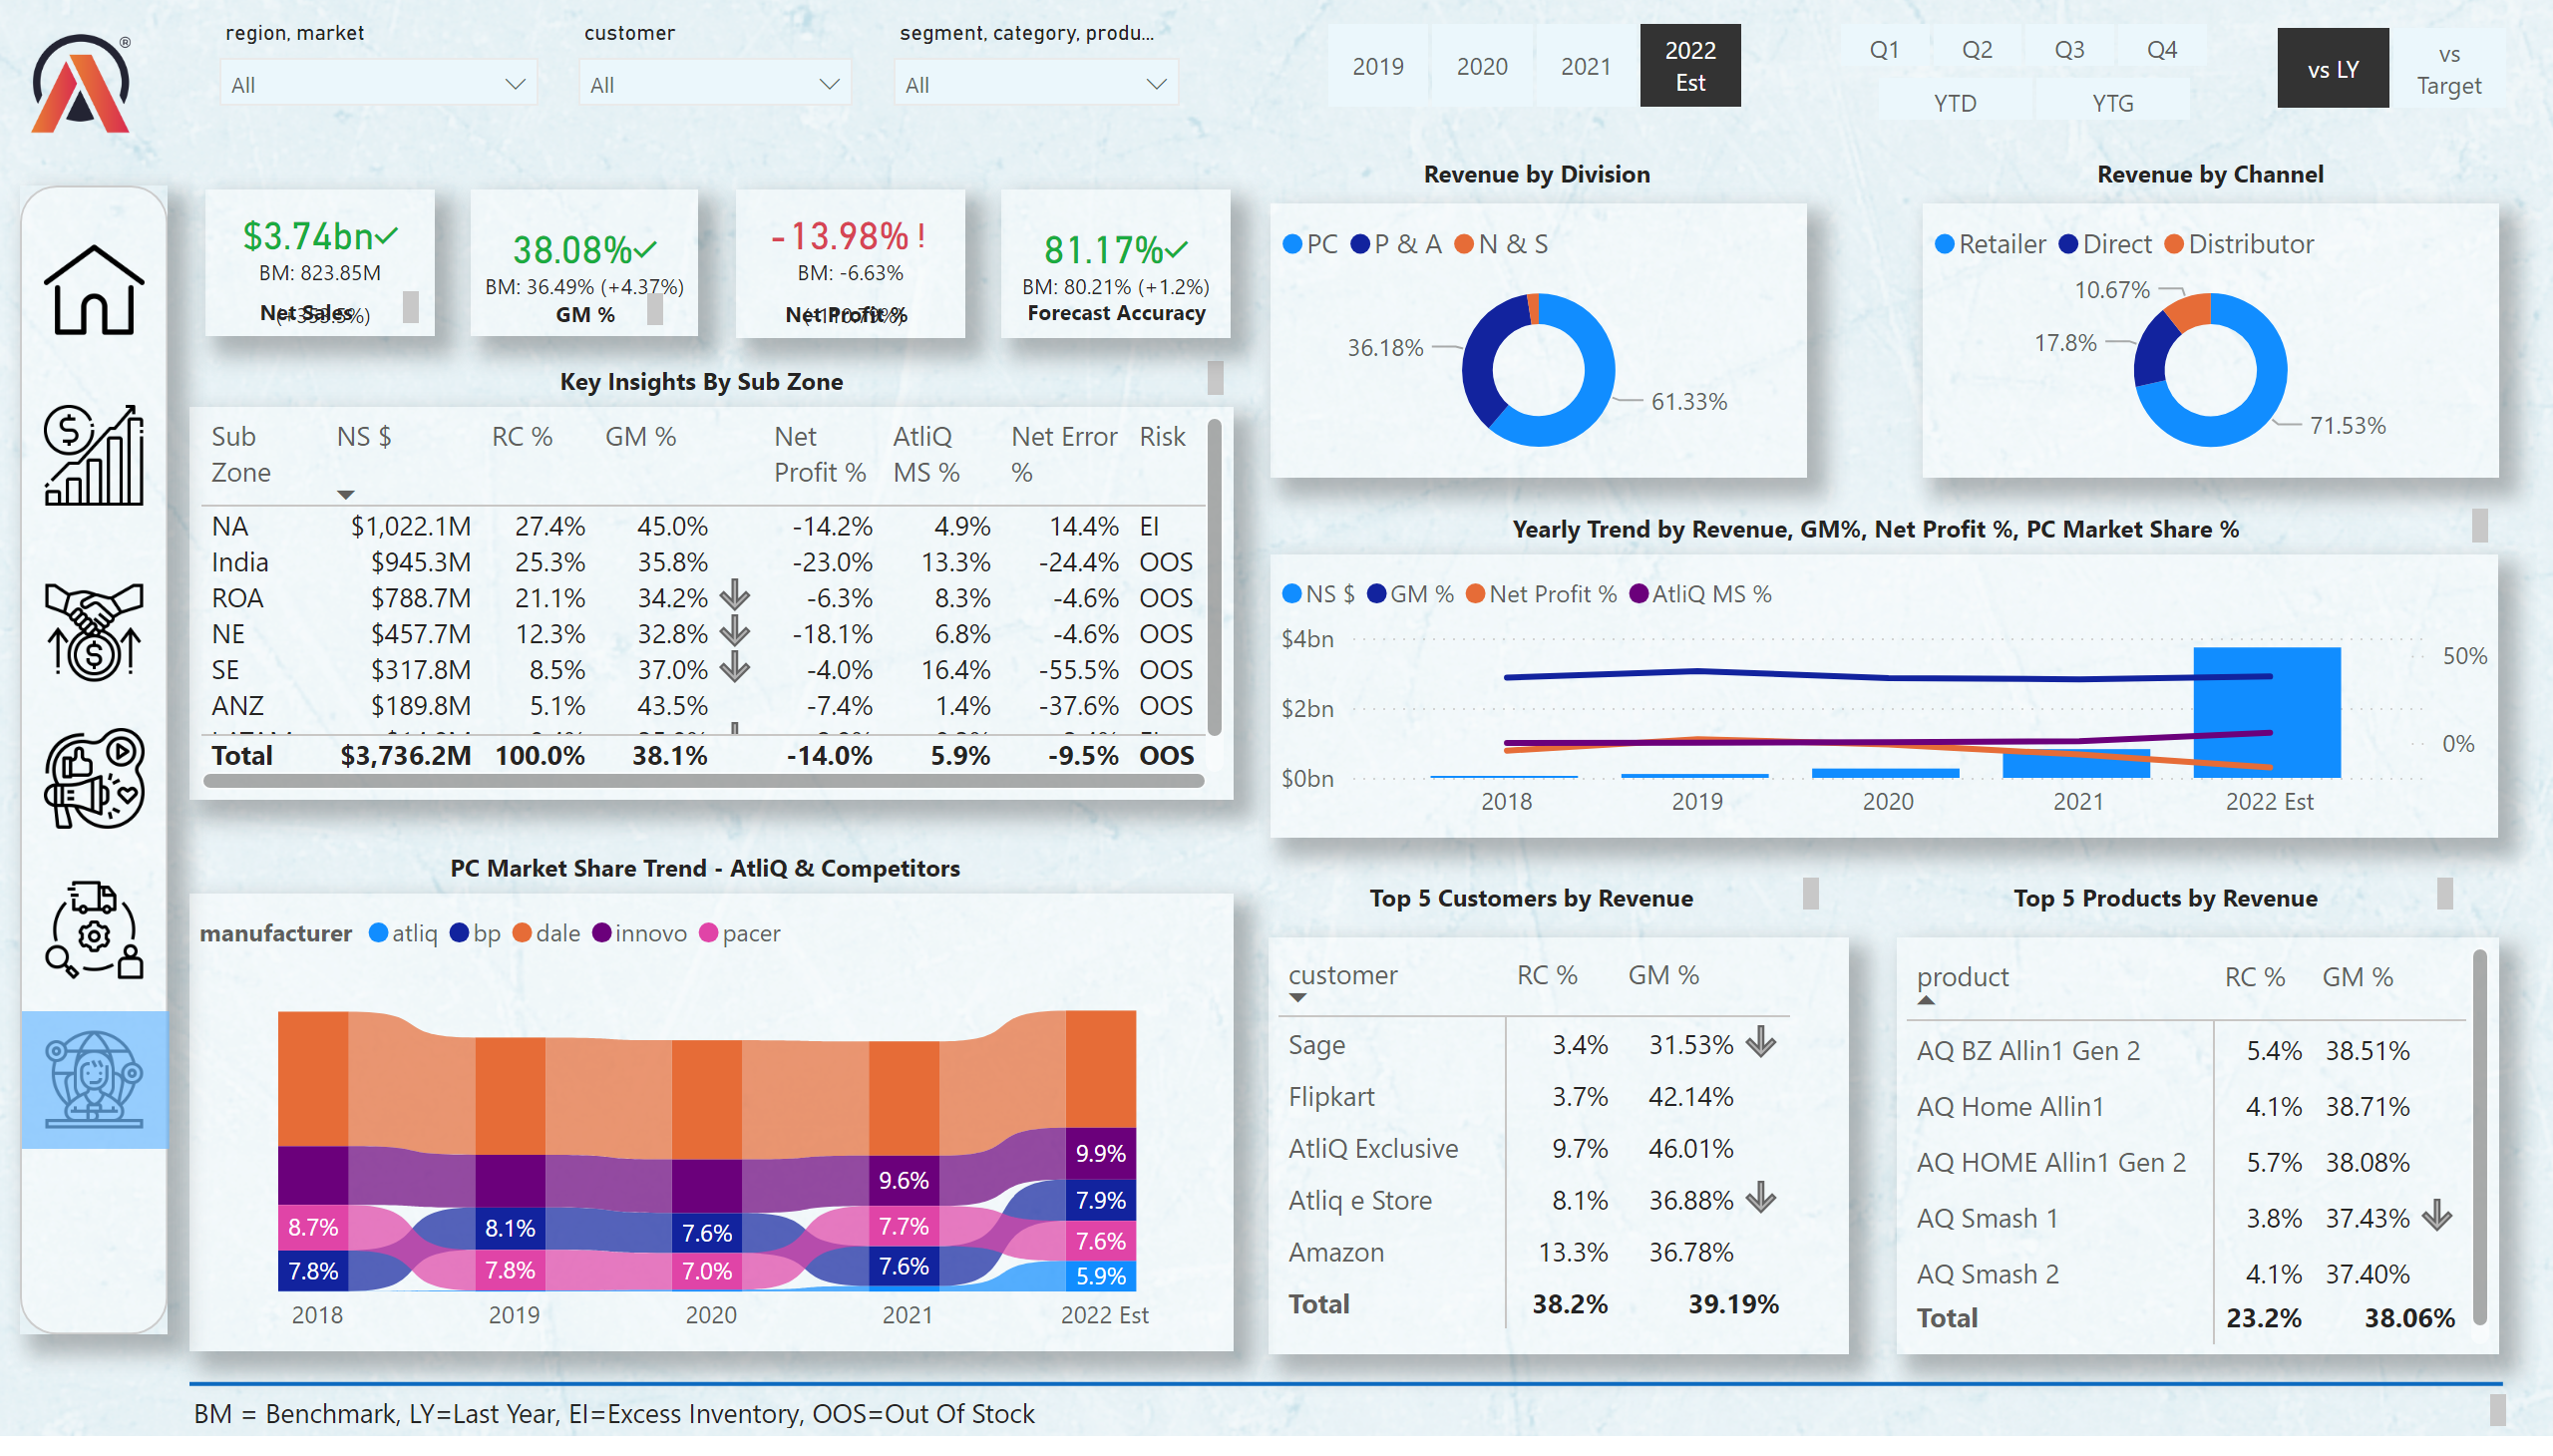 ®
region, market
All
customer
All
segment, category, produ...
All
2019
2020
2021
2022
Est
Q1
Q2
Q3
Q4
YTD
YTG
vs LY
vs
Target
$3.74bn
BM: 823.85M
Net Sales
38.08%
BM: 36.49% (+4.37%)
GM %
-13.98% !
BM: -6.63%
Net Profit %
81.17%
BM: 80.21% (+1.2%)
Forecast Accuracy
Revenue by Division
PC P & A N & S
36.18%
61.33%
Revenue by Channel
Retailer Direct Distributor
10.67%
17.8%
71.53%
Key Insights By Sub Zone
Sub Zone NS $ RC % GM % Net Profit % AtliQ MS % Net Error % Risk
NA $1,022.1M 27.4% 45.0% -14.2% 4.9% 14.4% EI
India $945.3M 25.3% 35.8% -23.0% 13.3% -24.4% OOS
ROA $788.7M 21.1% 34.2% -6.3% 8.3% -4.6% OOS
NE $457.7M 12.3% 32.8% -18.1% 6.8% -4.6% OOS
SE $317.8M 8.5% 37.0% -4.0% 16.4% -55.5% OOS
ANZ $189.8M 5.1% 43.5% -7.4% 1.4% -37.6% OOS
Total $3,736.2M 100.0% 38.1% -14.0% 5.9% -9.5% OOS
Yearly Trend by Revenue, GM%, Net Profit %, PC Market Share %
NS $ GM % Net Profit % AtliQ MS %
$4bn
$2bn
$0bn
50%
0%
2018 2019 2020 2021 2022 Est
PC Market Share Trend - AtliQ & Competitors
manufacturer atliq bp dale innovo pacer
8.7%
7.8%
8.1%
7.8%
7.6%
7.0%
9.6%
7.7%
7.6%
9.9%
7.9%
7.6%
5.9%
2018 2019 2020 2021 2022 Est
Top 5 Customers by Revenue
customer RC % GM %
Sage 3.4% 31.53%
Flipkart 3.7% 42.14%
AtliQ Exclusive 9.7% 46.01%
Atliq e Store 8.1% 36.88%
Amazon 13.3% 36.78%
Total 38.2% 39.19%
Top 5 Products by Revenue
product RC % GM %
AQ BZ Allin1 Gen 2 5.4% 38.51%
AQ Home Allin1 4.1% 38.71%
AQ HOME Allin1 Gen 2 5.7% 38.08%
AQ Smash 1 3.8% 37.43%
AQ Smash 2 4.1% 37.40%
Total 23.2% 38.06%
BM = Benchmark, LY=Last Year, EI=Excess Inventory, OOS=Out Of Stock